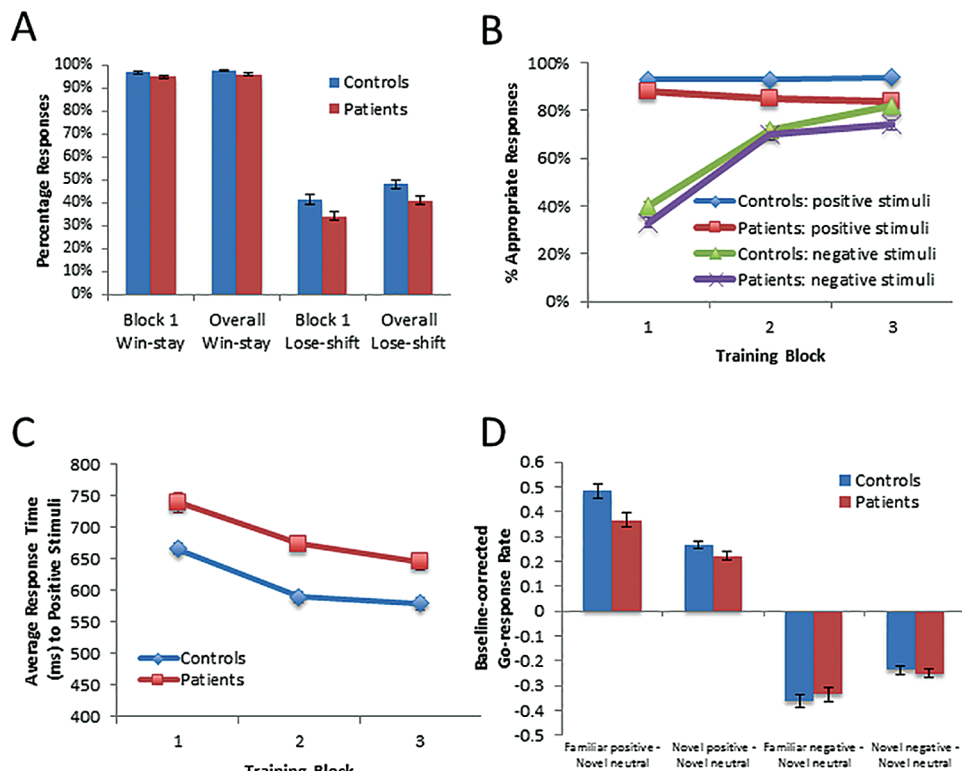 A
100%
90%
80%
70%
60%
50%
40%
30%
20%
10%
0%
Percentage Responses
Controls
Patients
Block 1
Win-stay
Overall
Win-stay
Block 1
Lose-shift
Overall
Lose-shift
B
100%
80%
60%
40%
20%
0%
% Appropriate Responses
Controls: positive stimuli
Patients: positive stimuli
Controls: negative stimuli
Patients: negative stimuli
1
2
3
Training Block
C
800
750
700
650
600
550
500
450
400
Average Response Time
(ms) to Positive Stimuli
Controls
Patients
1
2
3
Training Block
D
0.6
0.5
0.4
0.3
0.2
0.1
0
-0.1
-0.2
-0.3
-0.4
-0.5
Baseline-corrected
Go-response Rate
Controls
Patients
Familiar positive -
Novel neutral
Novel positive -
Novel neutral
Familiar negative -
Novel neutral
Novel negative -
Novel neutral